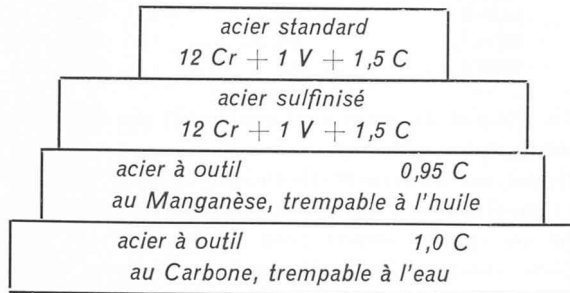 acier standard
12 Cr + 1 V + 1,5 C
acier sulfinisé
12 Cr + 1 V + 1,5 C
acier à outil 0,95 C
au Manganèse, trempable à l'huile
acier à outil 1,0 C
au Carbone, trempable à l'eau